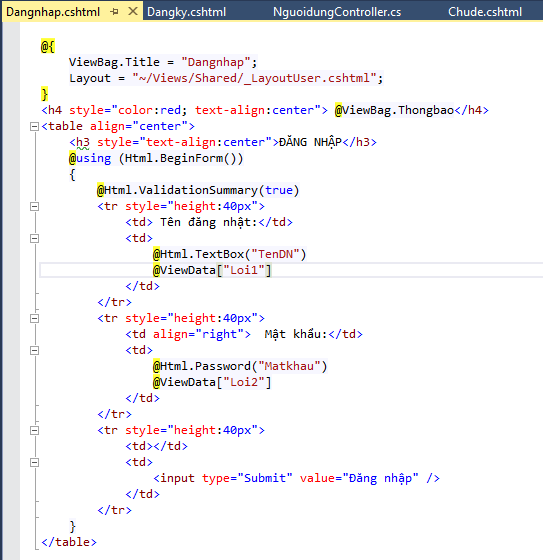 Dangnhap.cshtml Dangky.cshtml NguoidungController.cs Chude.cshtml
@{
ViewBag.Title = "Dangnhap";
Layout = "~/Views/Shared/_LayoutUser.cshtml";
}
<h4 style="color:red; text-align:center"> @ViewBag.Thongbao</h4>
<table align="center">
<h3 style="text-align:center">ĐĂNG NHẬP</h3>
@using (Html.BeginForm())
{
@Html.ValidationSummary(true)
<tr style="height:40px">
<td> Tên đăng nhật:</td>
<td>
@Html.TextBox("TenDN")
@ViewData["Loi1"]
</td>
</tr>
<tr style="height:40px">
<td align="right">  Mật khẩu:</td>
<td>
@Html.Password("Matkhau")
@ViewData["Loi2"]
</td>
</tr>
<tr style="height:40px">
<td></td>
<td>
<input type="Submit" value="Đăng nhập" />
</td>
</tr>
}
</table>